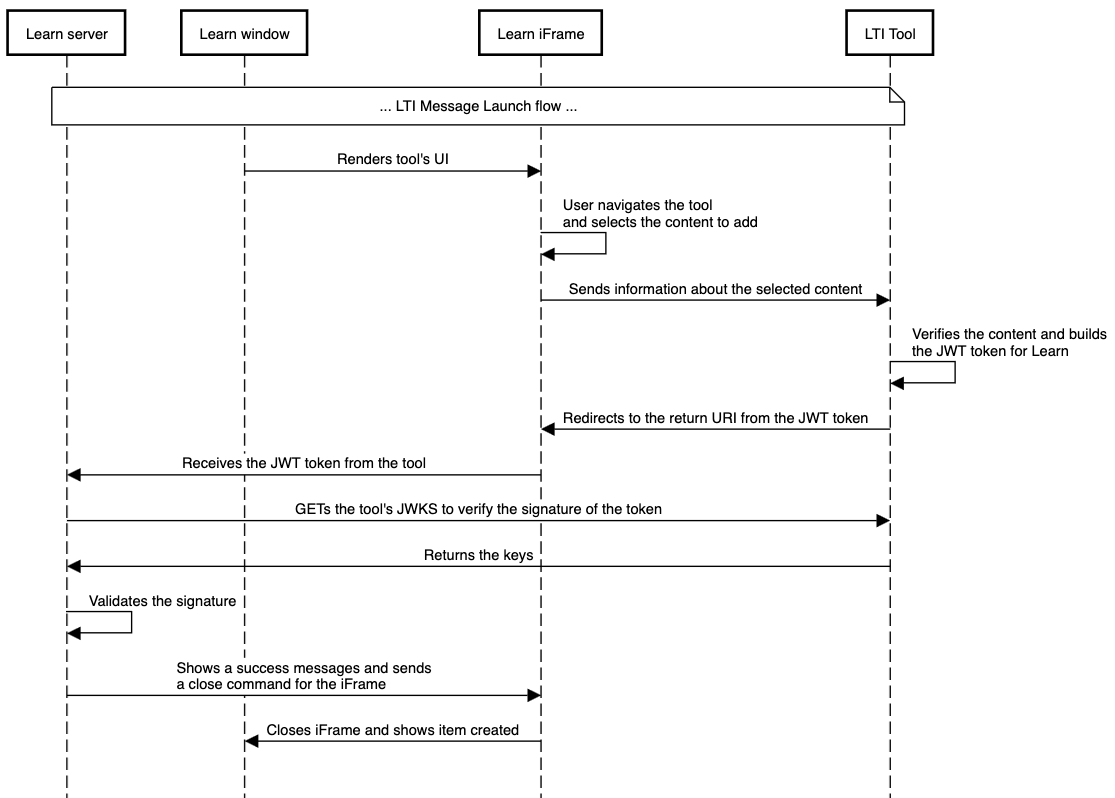 Learn server
Learn window
Learn iFrame
LTI Tool
... LTI Message Launch flow ...
Renders tool's UI
User navigates the tool
and selects the content to add
Sends information about the selected content
Verifies the content and builds
the JWT token for Learn
Redirects to the return URI from the JWT token
Receives the JWT token from the tool
GETs the tool's JWKS to verify the signature of the token
Returns the keys
Validates the signature
Shows a success messages and sends
a close command for the iFrame
Closes iFrame and shows item created